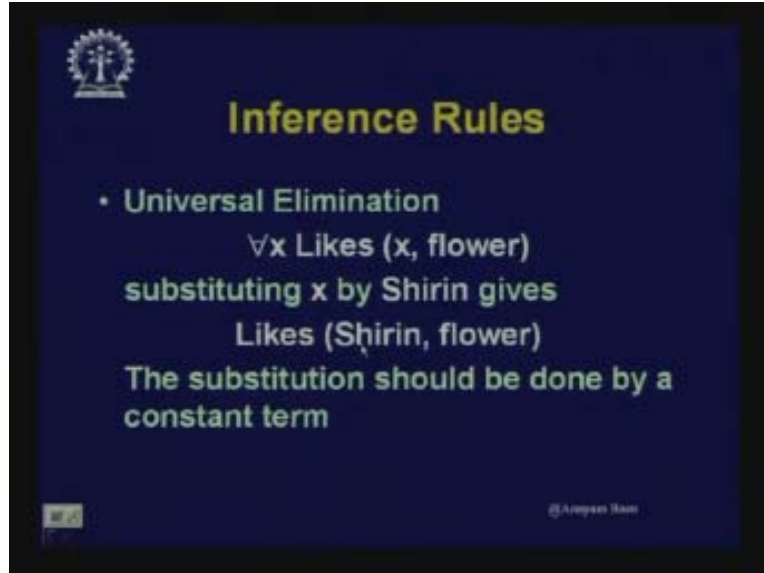 Inference Rules
• Universal Elimination
∀x Likes (x, flower)
substituting x by Shirin gives
Likes (Shirin, flower)
The substitution should be done by a
constant term